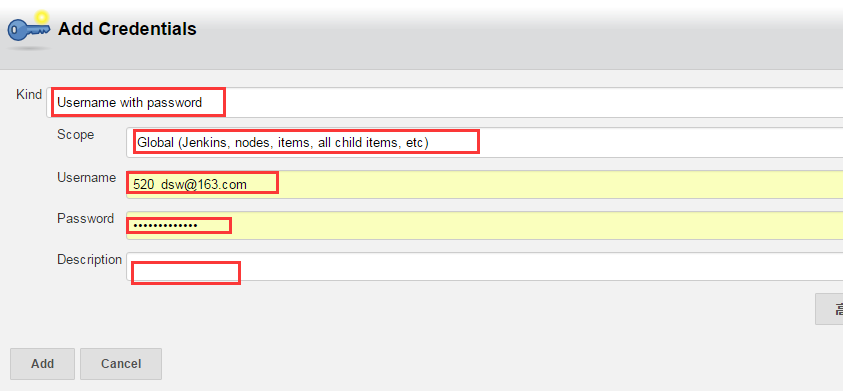 Add Credentials
Kind Username with password
Scope Global (Jenkins, nodes, items, all child items, etc)
Username 520_dsw@163.com
Password •••••••••••••
Description
高
Add Cancel